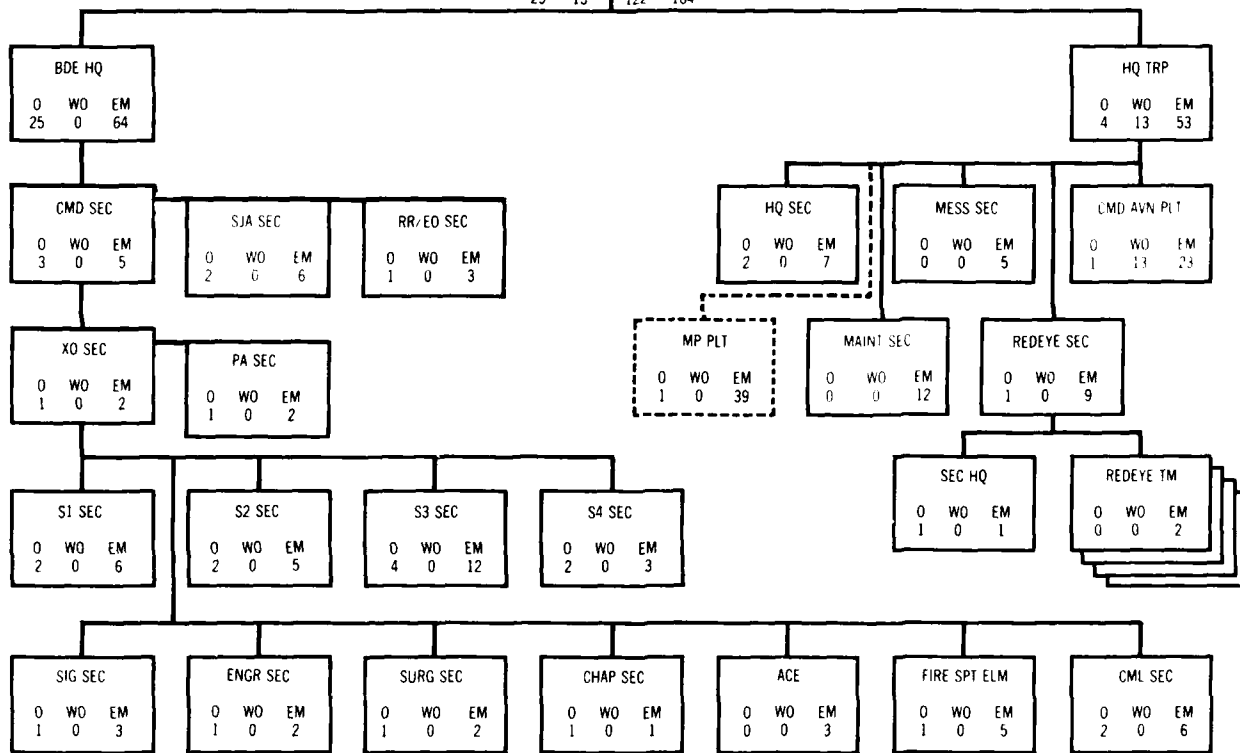 29 13 122 164
BDE HQ
O WO EM
25 0 64
HQ TRP
O WO EM
4 13 53
CMD SEC
O WO EM
3 0 5
SJA SEC
O WO EM
2 0 6
RR/EO SEC
O WO EM
1 0 3
HQ SEC
O WO EM
2 0 7
MESS SEC
O WO EM
0 0 5
CMD AVN PLT
O WO EM
1 13 23
XO SEC
O WO EM
1 0 2
PA SEC
O WO EM
1 0 2
MP PLT
O WO EM
1 0 39
MAINT SEC
O WO EM
0 0 12
REDEYE SEC
O WO EM
1 0 9
SEC HQ
O WO EM
1 0 1
REDEYE TM
O WO EM
0 0 2
S1 SEC
O WO EM
2 0 6
S2 SEC
O WO EM
2 0 5
S3 SEC
O WO EM
4 0 12
S4 SEC
O WO EM
2 0 3
SIG SEC
O WO EM
1 0 3
ENGR SEC
O WO EM
1 0 2
SURG SEC
O WO EM
1 0 2
CHAP SEC
O WO EM
1 0 1
ACE
O WO EM
0 0 3
FIRE SPT ELM
O WO EM
1 0 5
CML SEC
O WO EM
2 0 6